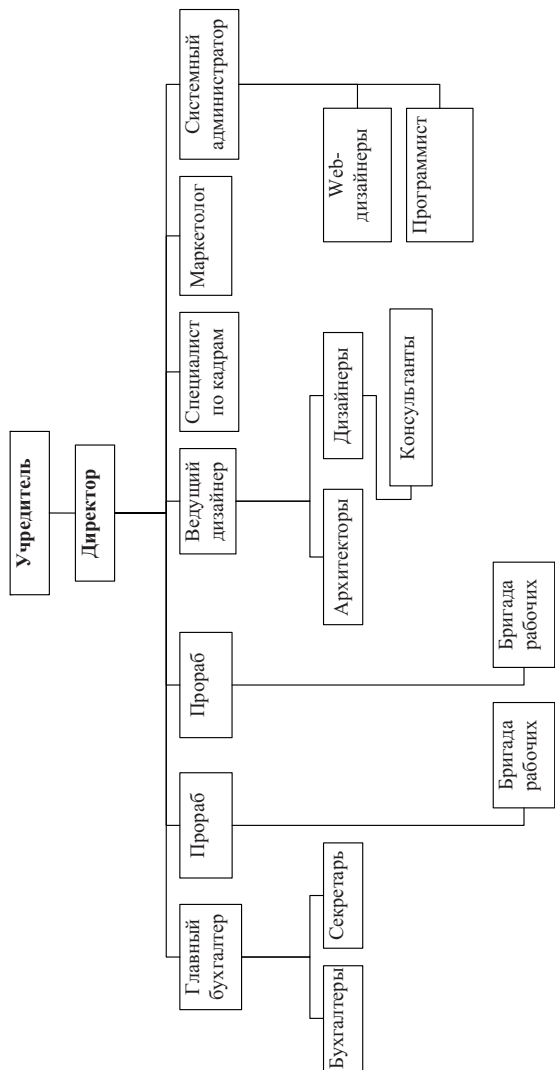 Учредитель
Директор
Главный
бухгалтер
Прораб
Прораб
Ведущий
дизайнер
Специалист
по кадрам
Маркетолог
Системный
администратор
Бухгалтеры
Секретарь
Архитекторы
Дизайнеры
Web-
дизайнеры
Консультанты
Программист
Бригада
рабочих
Бригада
рабочих